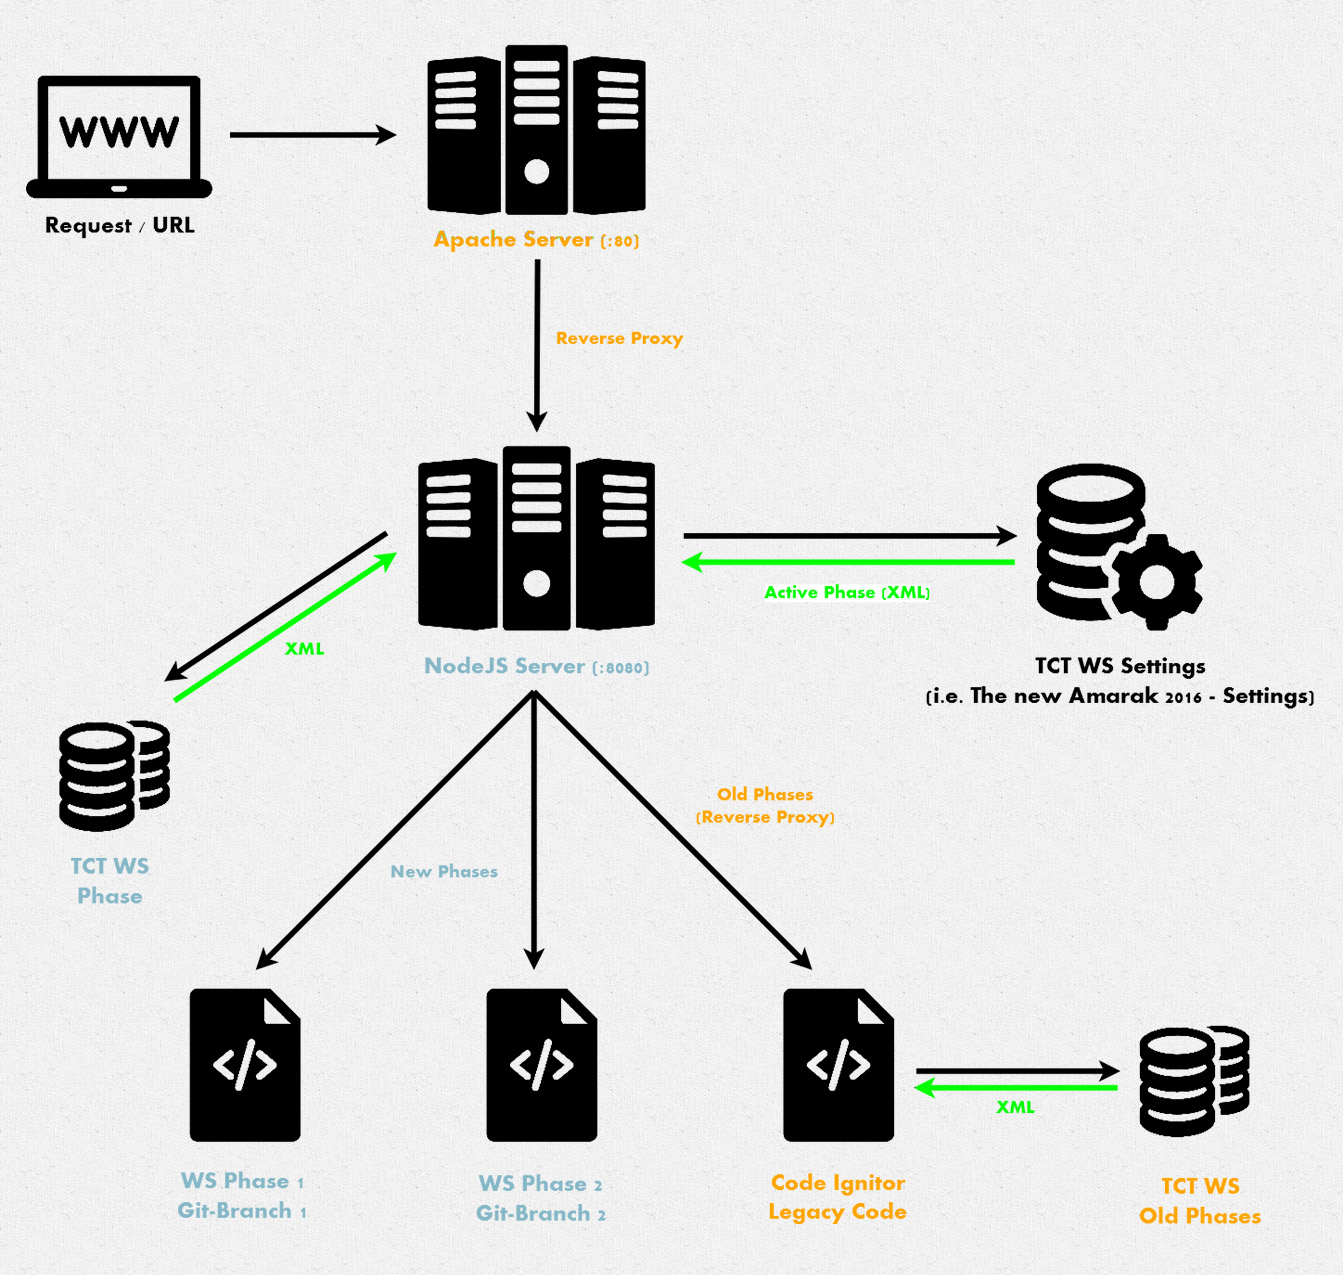 WWW
Request / URL
Apache Server (:80)
Reverse Proxy
NodeJS Server (:8080)
Active Phase (XML)
TCT WS Settings
(i.e. The new Amarak 2016 - Settings)
XML
TCT WS
Phase
Old Phases
(Reverse Proxy)
New Phases
</>
</>
</>
WS Phase 1
Git-Branch 1
WS Phase 2
Git-Branch 2
Code Ignitor
Legacy Code
XML
TCT WS
Old Phases